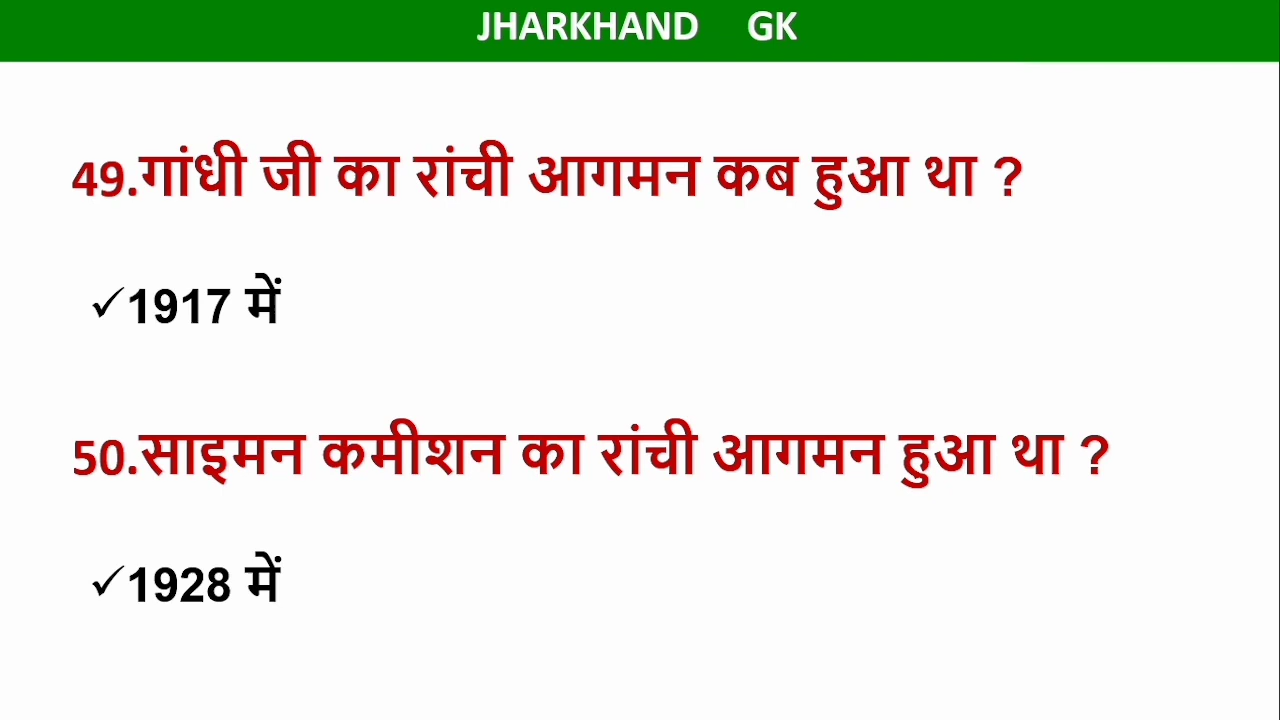 JHARKHAND GK
49.गांधी जी का रांची आगमन कब हुआ था ?
✓1917 में
50.साइमन कमीशन का रांची आगमन हुआ था ?
✓1928 में